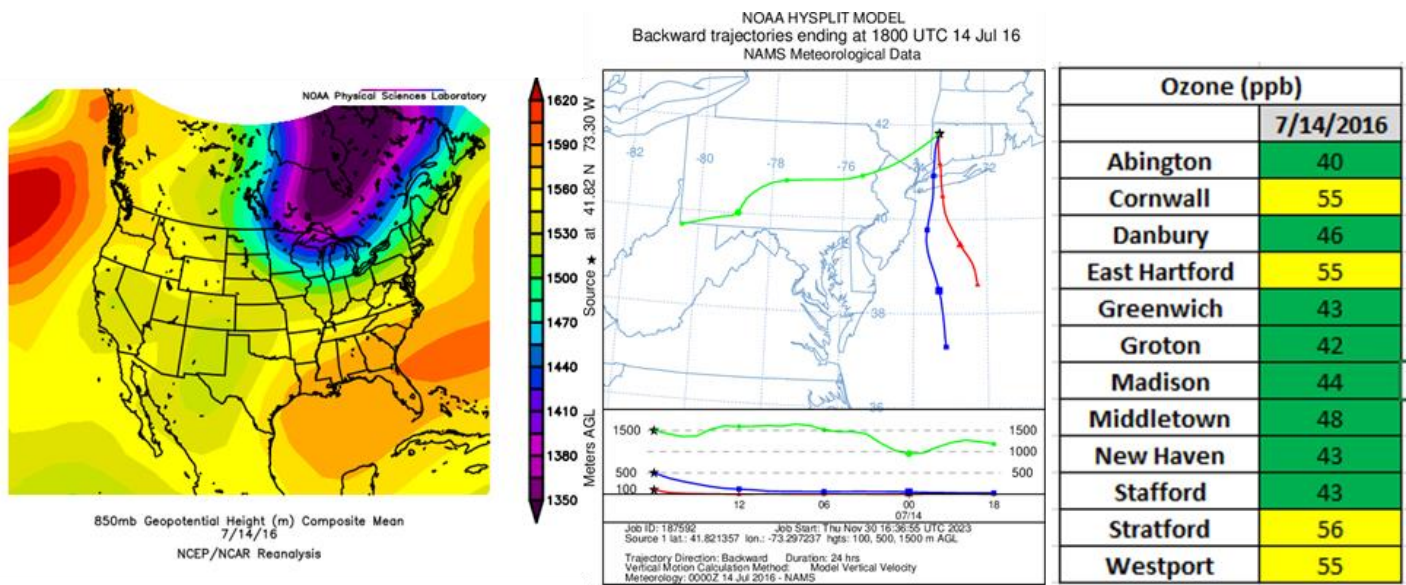 NOAA Physical Sciences Laboratory
1620
1590
1560
1530
1500
1470
1440
1410
1380
1350
850mb Geopotential Height (m) Composite Mean
7/14/16
NCEP/NCAR Reanalysis
NOAA HYSPLIT MODEL
Backward trajectories ending at 1800 UTC 14 Jul 16
NAMS Meteorological Data
Source ★ at 41.82 N 73.30 W
-82
-80
-78
-76
42
72
40
38
36
Meters AGL
1500
500
100
1500
1000
500
12 06 00 18
07/14
Job ID: 187592 Job Start: Thu Nov 30 16:36:55 UTC 2023
Source 1 lat.: 41.821357 lon.: -73.297237 hgts: 100, 500, 1500 m AGL
Trajectory Direction: Backward Duration: 24 hrs
Vertical Motion Calculation Method: Model Vertical Velocity
Meteorology: 0000Z 14 Jul 2016 - NAMS
Ozone (ppb)
7/14/2016
Abington 40
Cornwall 55
Danbury 46
East Hartford 55
Greenwich 43
Groton 42
Madison 44
Middletown 48
New Haven 43
Stafford 43
Stratford 56
Westport 55